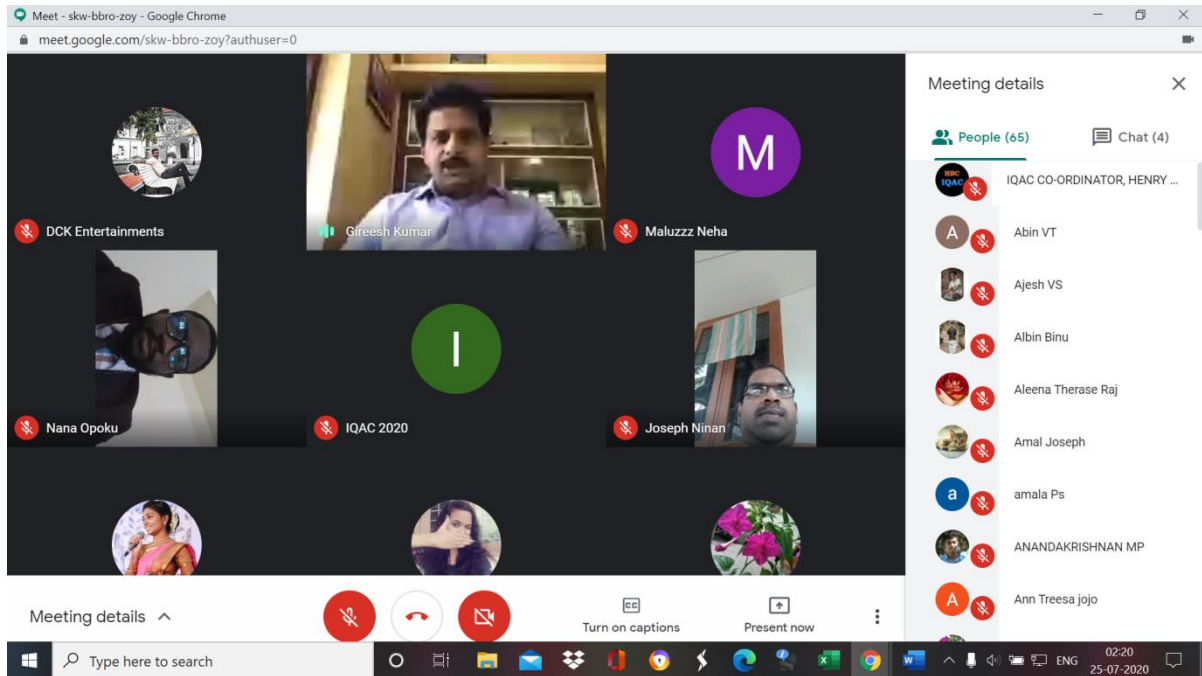 Meet - skw-bbro-zoy - Google Chrome
meet.google.com/skw-bbro-zoy?authuser=0
DCK Entertainments
Gireesh Kumar
M
Maluzzz Neha
Nana Opoku
I
IQAC 2020
Joseph Ninan
Meeting details
People (65)
Chat (4)
HBC
IQAC
IQAC CO-ORDINATOR, HENRY ...
A
Abin VT
Ajesh VS
Albin Binu
Aleena Therase Raj
Amal Joseph
a
amala Ps
ANANDAKRISHNAN MP
A
Ann Treesa jojo
Meeting details
CC
Turn on captions
Present now
Type here to search
ENG
02:20
25-07-2020